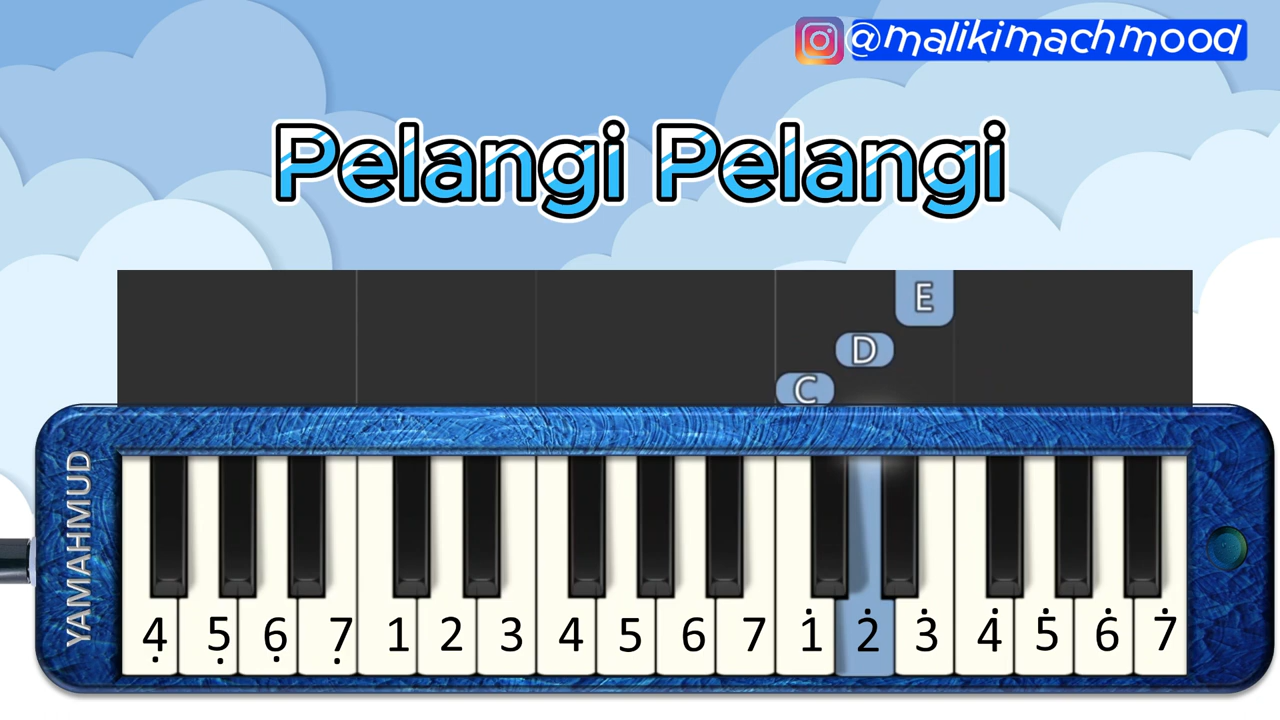 @malikimachmood
Pelangi Pelangi
E
D
C
YAMAHMUD
4̣ 5̣ 6̣ 7̣ 1 2 3 4 5 6 7 1̇ 2̇ 3̇ 4̇ 5̇ 6̇ 7̇